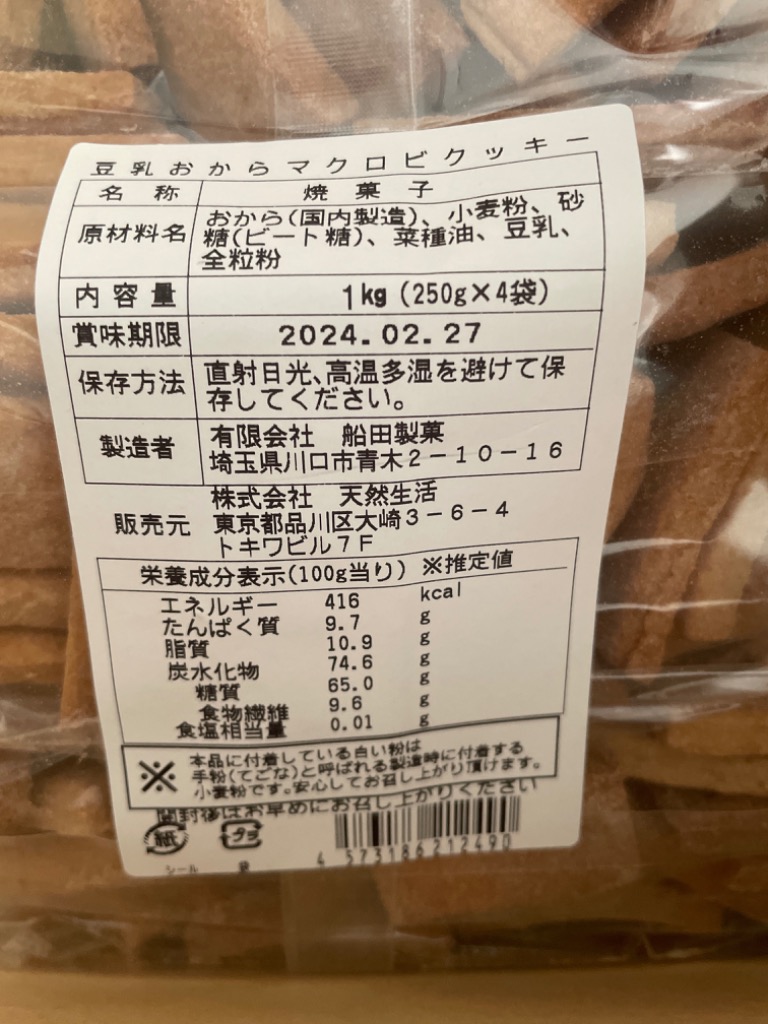 豆乳おからマクロビクッキー
名称 焼菓子
原材料名 おから(国内製造)、小麦粉、砂
糖(ビート糖)、菜種油、豆乳、
全粒粉
内容量 1kg (250g×4袋)
賞味期限 2024.02.27
保存方法 直射日光、高温多湿を避けて保
存してください。
製造者 有限会社 船田製菓
埼玉県川口市青木2-10-16
販売元 株式会社 天然生活
東京都品川区大崎3-6-4
トキワビル7F
栄養成分表示(100g当り) ※推定値
エネルギー 416 kcal
たんぱく質 9.7 g
脂質 10.9 g
炭水化物 74.6 g
糖質 65.0 g
食物繊維 9.6 g
食塩相当量 0.01 g
※ 本品に付着している白い粉は
手粉(てごな)と呼ばれる製造時に付着する
小麦粉です。安心してお召し上がり頂けます。
開封後はお早めにお召し上がりください
紙 プラ
シール 袋
4573186212490